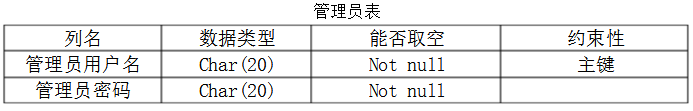 管理员表
列名 数据类型 能否取空 约束性
管理员用户名 Char(20) Not null 主键
管理员密码 Char(20) Not null